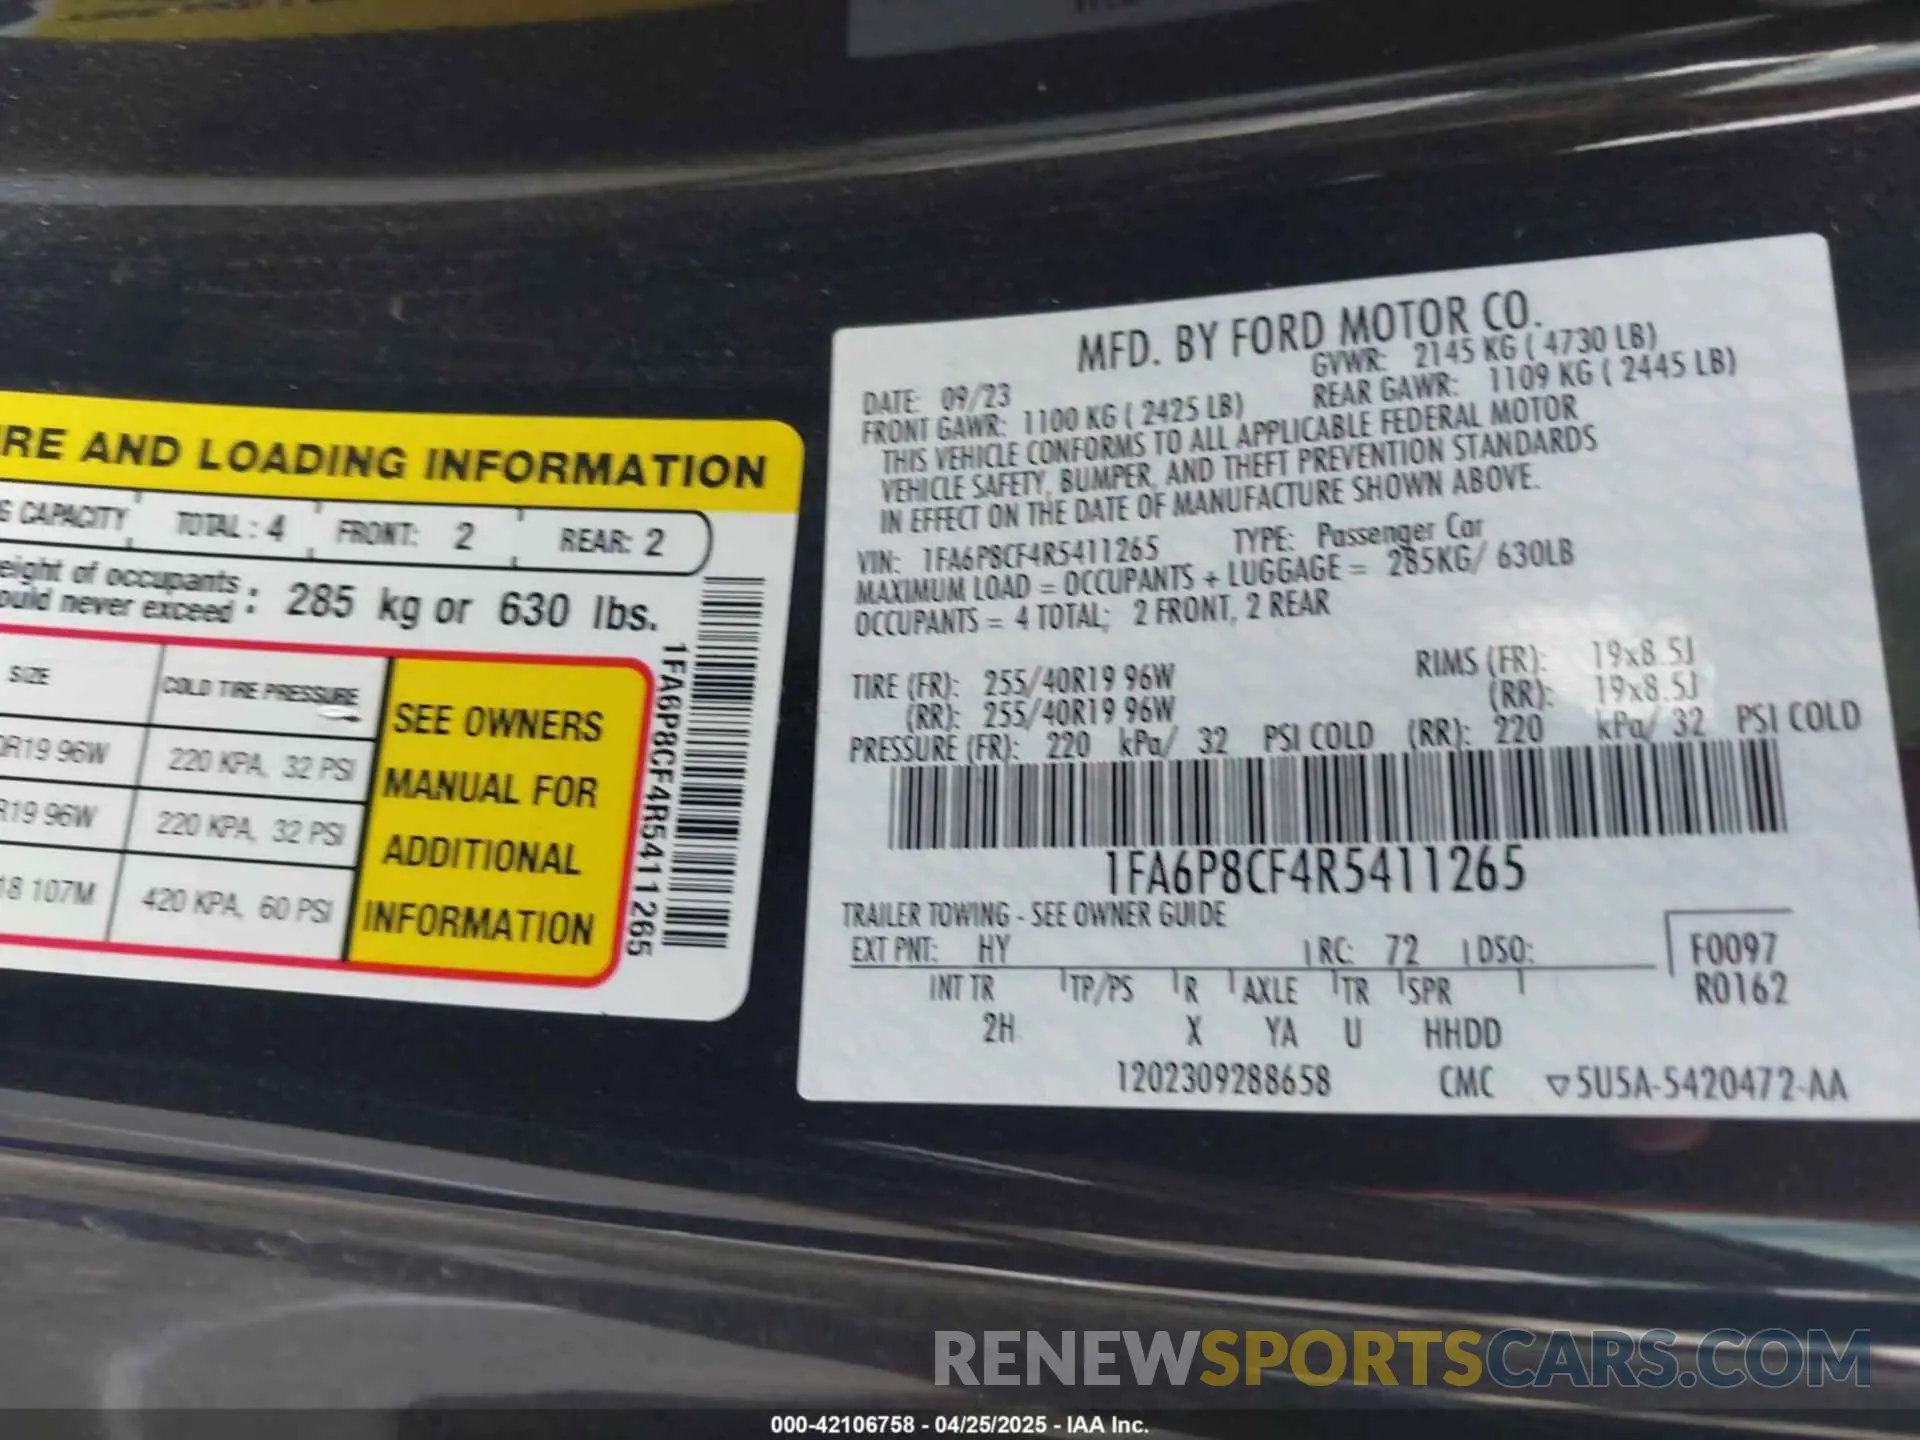 RE AND LOADING INFORMATION
G CAPACITY TOTAL : 4 FRONT: 2 REAR: 2
eight of occupants
ould never exceed : 285 kg or 630 lbs.
SIZE COLD TIRE PRESSURE
0R19 96W 220 KPA, 32 PSI
R19 96W 220 KPA, 32 PSI
18 107M 420 KPA, 60 PSI
SEE OWNERS
MANUAL FOR
ADDITIONAL
INFORMATION
1FA6P8CF4R5411265
MFD. BY FORD MOTOR CO.
DATE: 09/23 GVWR: 2145 KG ( 4730 LB)
FRONT GAWR: 1100 KG ( 2425 LB) REAR GAWR: 1109 KG ( 2445 LB)
THIS VEHICLE CONFORMS TO ALL APPLICABLE FEDERAL MOTOR
VEHICLE SAFETY, BUMPER, AND THEFT PREVENTION STANDARDS
IN EFFECT ON THE DATE OF MANUFACTURE SHOWN ABOVE.
VIN: 1FA6P8CF4R5411265 TYPE: Passenger Car
MAXIMUM LOAD = OCCUPANTS + LUGGAGE = 285KG/ 630LB
OCCUPANTS = 4 TOTAL; 2 FRONT, 2 REAR
TIRE (FR): 255/40R19 96W RIMS (FR): 19x8.5J
(RR): 255/40R19 96W (RR): 19x8.5J
PRESSURE (FR): 220 kPa/ 32 PSI COLD (RR): 220 kPa/ 32 PSI COLD
1FA6P8CF4R5411265
TRAILER TOWING - SEE OWNER GUIDE
EXT PNT: HY RC: 72 DSO: F0097
INT TR TP/PS R AXLE TR SPR R0162
2H X YA U HHDD
1202309288658 CMC ▽5U5A-5420472-AA
RENEWSPORTSCARS.COM
000-42106758 - 04/25/2025 - IAA Inc.